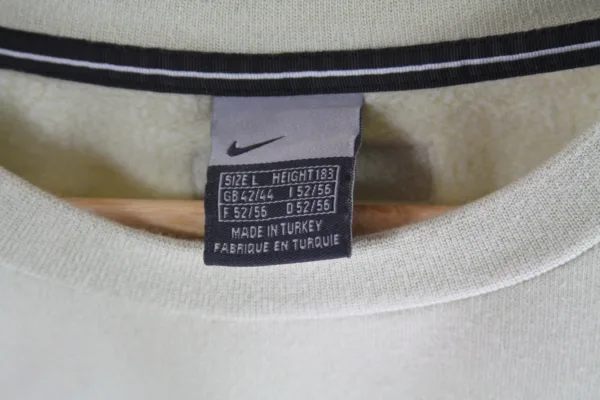 SIZE L HEIGHT 183
GB 42/44 I 52/56
F 52/56 D 52/56
MADE IN TURKEY
FABRIQUE EN TURQUIE